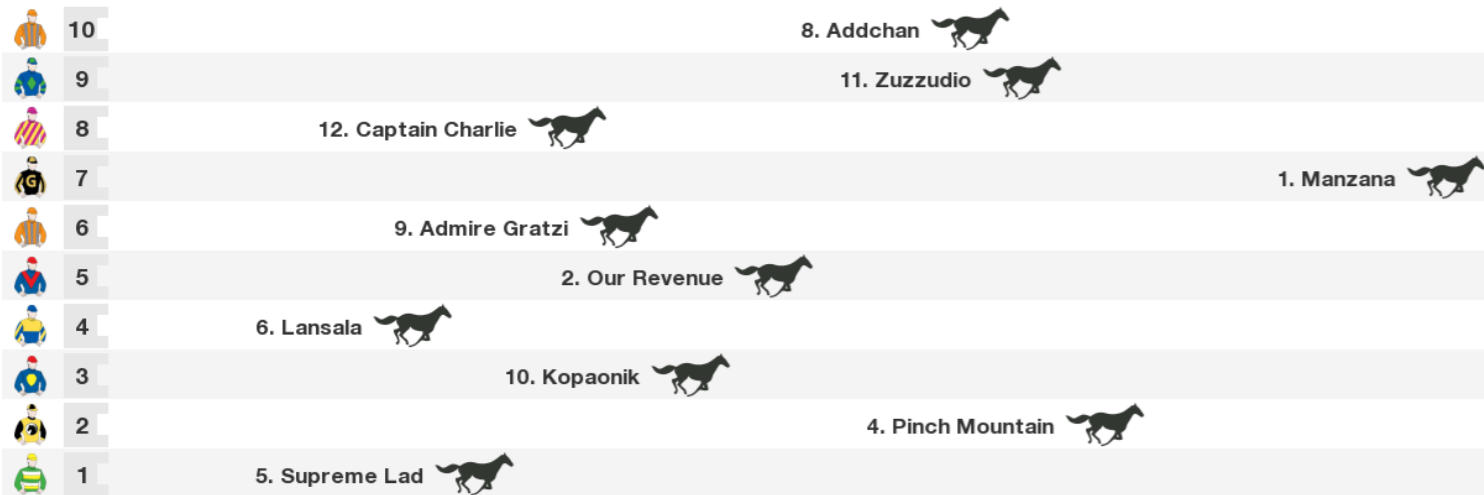 10 8. Addchan
9 11. Zuzzudio
8 12. Captain Charlie
G 7 1. Manzana
6 9. Admire Gratzi
5 2. Our Revenue
4 6. Lansala
3 10. Kopaonik
2 4. Pinch Mountain
1 5. Supreme Lad